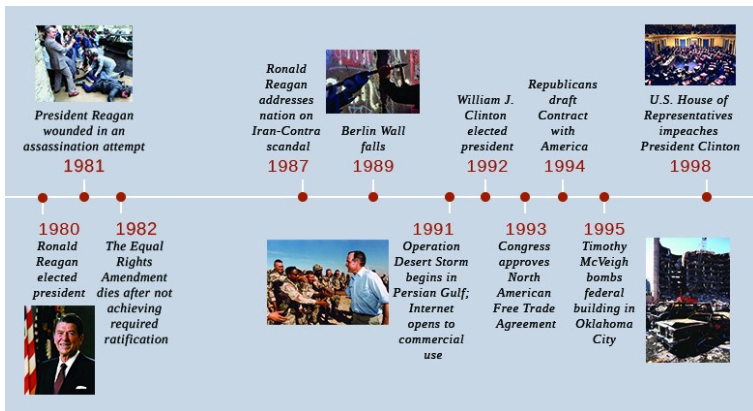 President Reagan
wounded in an
assassination attempt
1981
Ronald
Reagan
addresses
nation on
Iran-Contra
scandal
1987
Berlin Wall
falls
1989
William J.
Clinton
elected
president
1992
Republicans
draft
Contract
with
America
1994
U.S. House of
Representatives
impeaches
President Clinton
1998
1980
Ronald
Reagan
elected
president
1982
The Equal
Rights
Amendment
dies after not
achieving
required
ratification
1991
Operation
Desert Storm
begins in
Persian Gulf;
Internet
opens to
commercial
use
1993
Congress
approves
North
American
Free Trade
Agreement
1995
Timothy
McVeigh
bombs
federal
building in
Oklahoma
City